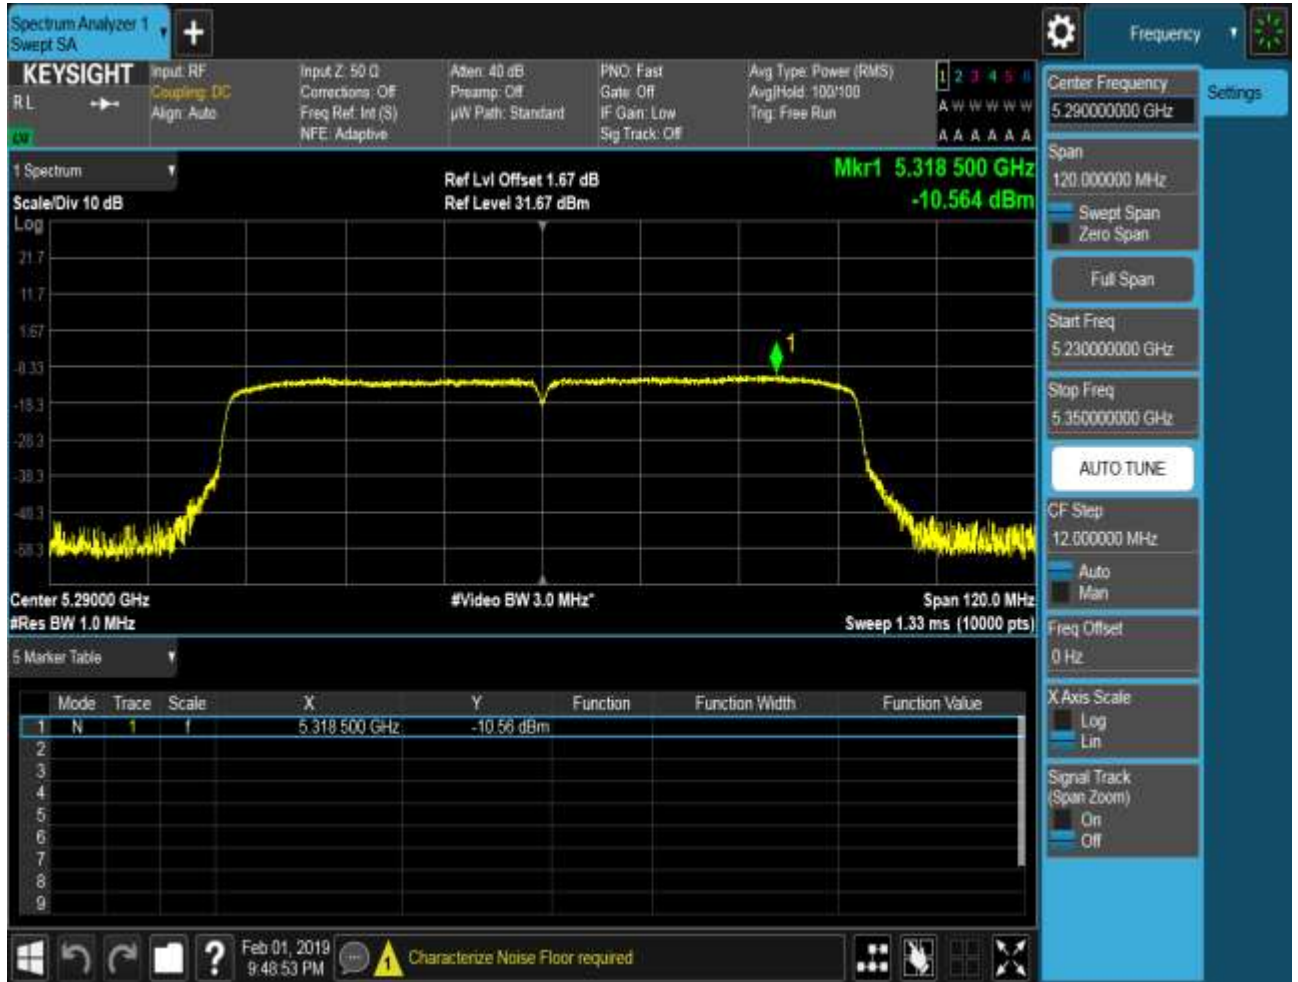 Spectrum Analyzer 1
Swept SA
Frequency
KEYSIGHT
RL
Input: RF
Coupling: DC
Align: Auto
Input Z: 50 Ω
Corrections: Off
Freq Ref: Int (S)
NFE: Adaptive
Atten: 40 dB
Preamp: Off
µW Path: Standard
PNO: Fast
Gate: Off
IF Gain: Low
Sig Track: Off
Avg Type: Power (RMS)
Avg|Hold: 100/100
Trig: Free Run
1 2 3 4 5 6
A W W W W W
A A A A A A
1 Spectrum
Scale/Div 10 dB
Ref Lvl Offset 1.67 dB
Ref Level 31.67 dBm
Mkr1 5.318 500 GHz
-10.564 dBm
Log
21.7
11.7
1.67
-8.33
-18.3
-28.3
-38.3
-48.3
-58.3
1
Center 5.29000 GHz
#Res BW 1.0 MHz
#Video BW 3.0 MHz*
Span 120.0 MHz
Sweep 1.33 ms (10000 pts)
5 Marker Table
Mode Trace Scale X Y Function Function Width Function Value
1 N 1 f 5.318 500 GHz -10.56 dBm
2
3
4
5
6
7
8
9
Feb 01, 2019
9:48:53 PM
1
Characterize Noise Floor required
Center Frequency
5.290000000 GHz
Settings
Span
120.000000 MHz
Swept Span
Zero Span
Full Span
Start Freq
5.230000000 GHz
Stop Freq
5.350000000 GHz
AUTO TUNE
CF Step
12.000000 MHz
Auto
Man
Freq Offset
0 Hz
X Axis Scale
Log
Lin
Signal Track
(Span Zoom)
On
Off